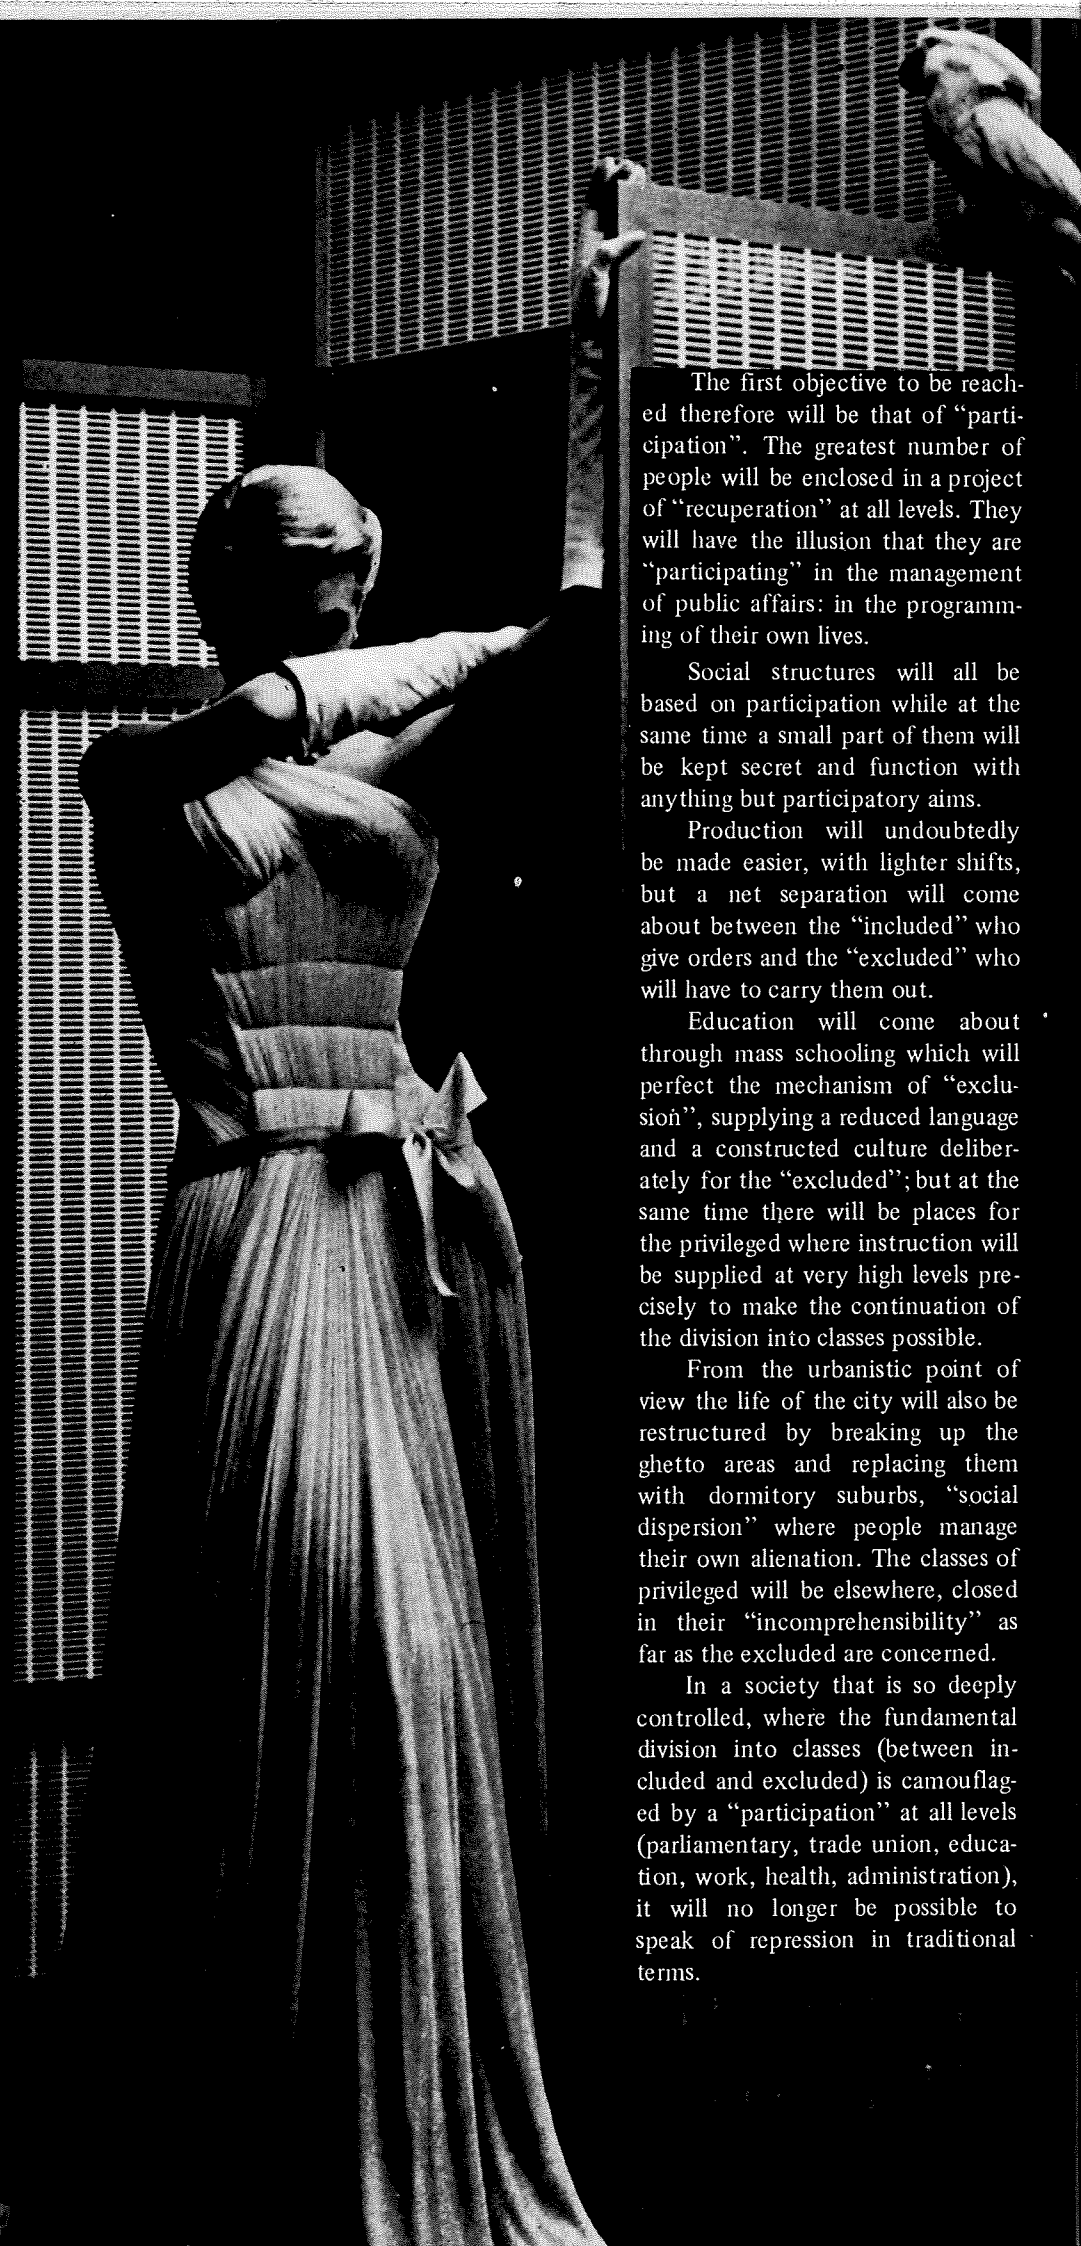 The first objective to be reach-
ed therefore will be that of “parti-
cipation”. The greatest number of
people will be enclosed in a project
of “recuperation” at all levels. They
will have the illusion that they are
“participating” in the management
of public affairs: in the programm-
ing of their own lives.
Social structures will all be
based on participation while at the
same time a small part of them will
be kept secret and function with
anything but participatory aims.
Production will undoubtedly
be made easier, with lighter shifts,
but a net separation will come
about between the “included” who
give orders and the “excluded” who
will have to carry them out.
Education will come about
through mass schooling which will
perfect the mechanism of “exclu-
sion”, supplying a reduced language
and a constructed culture deliber-
ately for the “excluded”; but at the
same time there will be places for
the privileged where instruction will
be supplied at very high levels pre-
cisely to make the continuation of
the division into classes possible.
From the urbanistic point of
view the life of the city will also be
restructured by breaking up the
ghetto areas and replacing them
with dormitory suburbs, “social
dispersion” where people manage
their own alienation. The classes of
privileged will be elsewhere, closed
in their “incomprehensibility” as
far as the excluded are concerned.
In a society that is so deeply
controlled, where the fundamental
division into classes (between in-
cluded and excluded) is camouflag-
ed by a “participation” at all levels
(parliamentary, trade union, educa-
tion, work, health, administration),
it will no longer be possible to
speak of repression in traditional
terms.